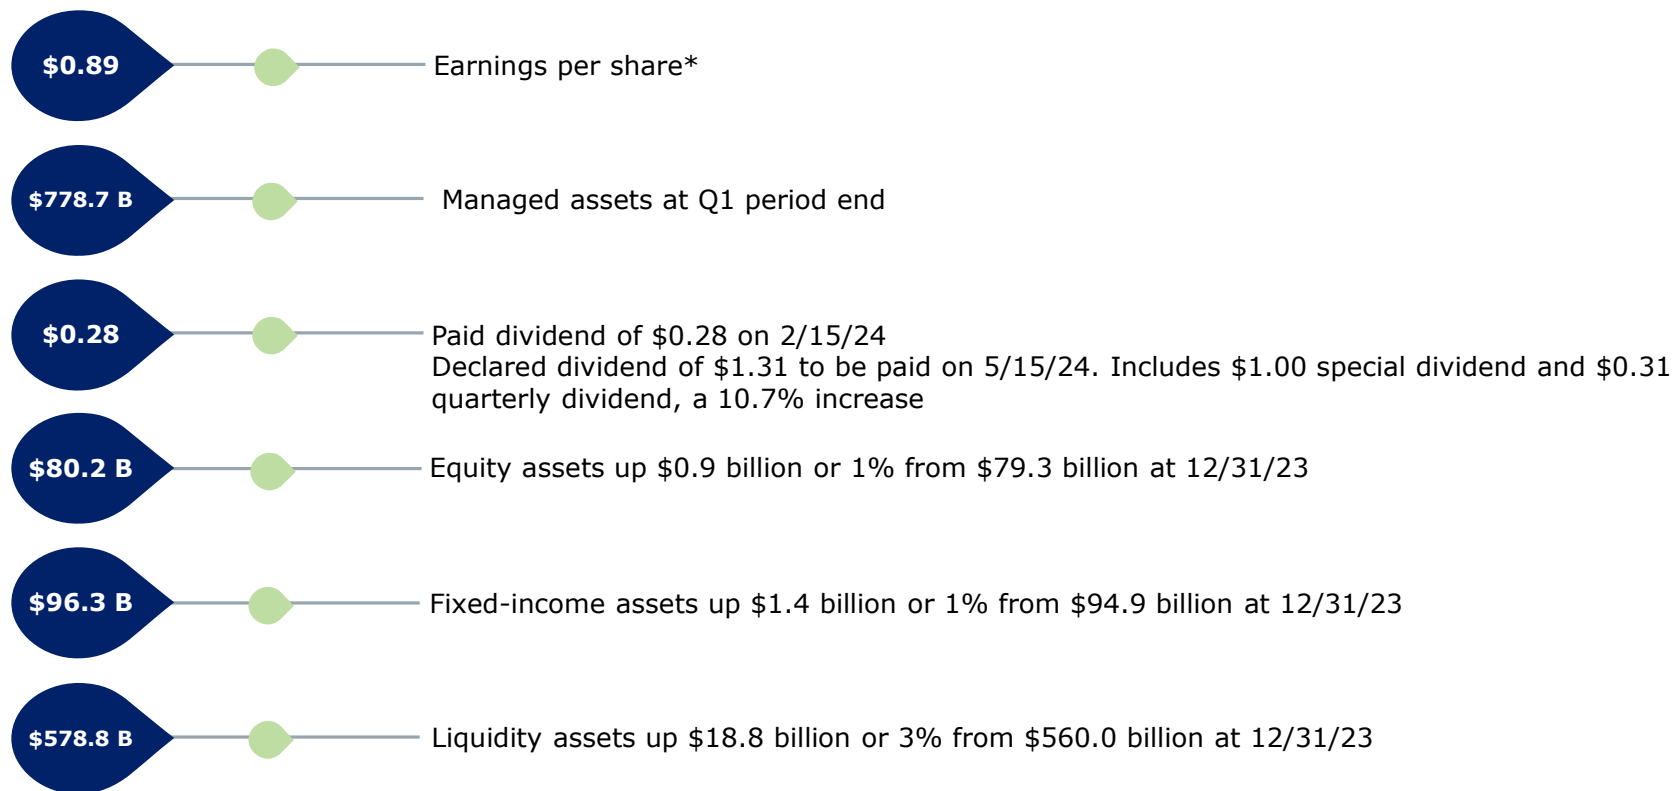 $0.89
Earnings per share*
$778.7 B
Managed assets at Q1 period end
$0.28
Paid dividend of $0.28 on 2/15/24
Declared dividend of $1.31 to be paid on 5/15/24. Includes $1.00 special dividend and $0.31
quarterly dividend, a 10.7% increase
$80.2 B
Equity assets up $0.9 billion or 1% from $79.3 billion at 12/31/23
$96.3 B
Fixed-income assets up $1.4 billion or 1% from $94.9 billion at 12/31/23
$578.8 B
Liquidity assets up $18.8 billion or 3% from $560.0 billion at 12/31/23